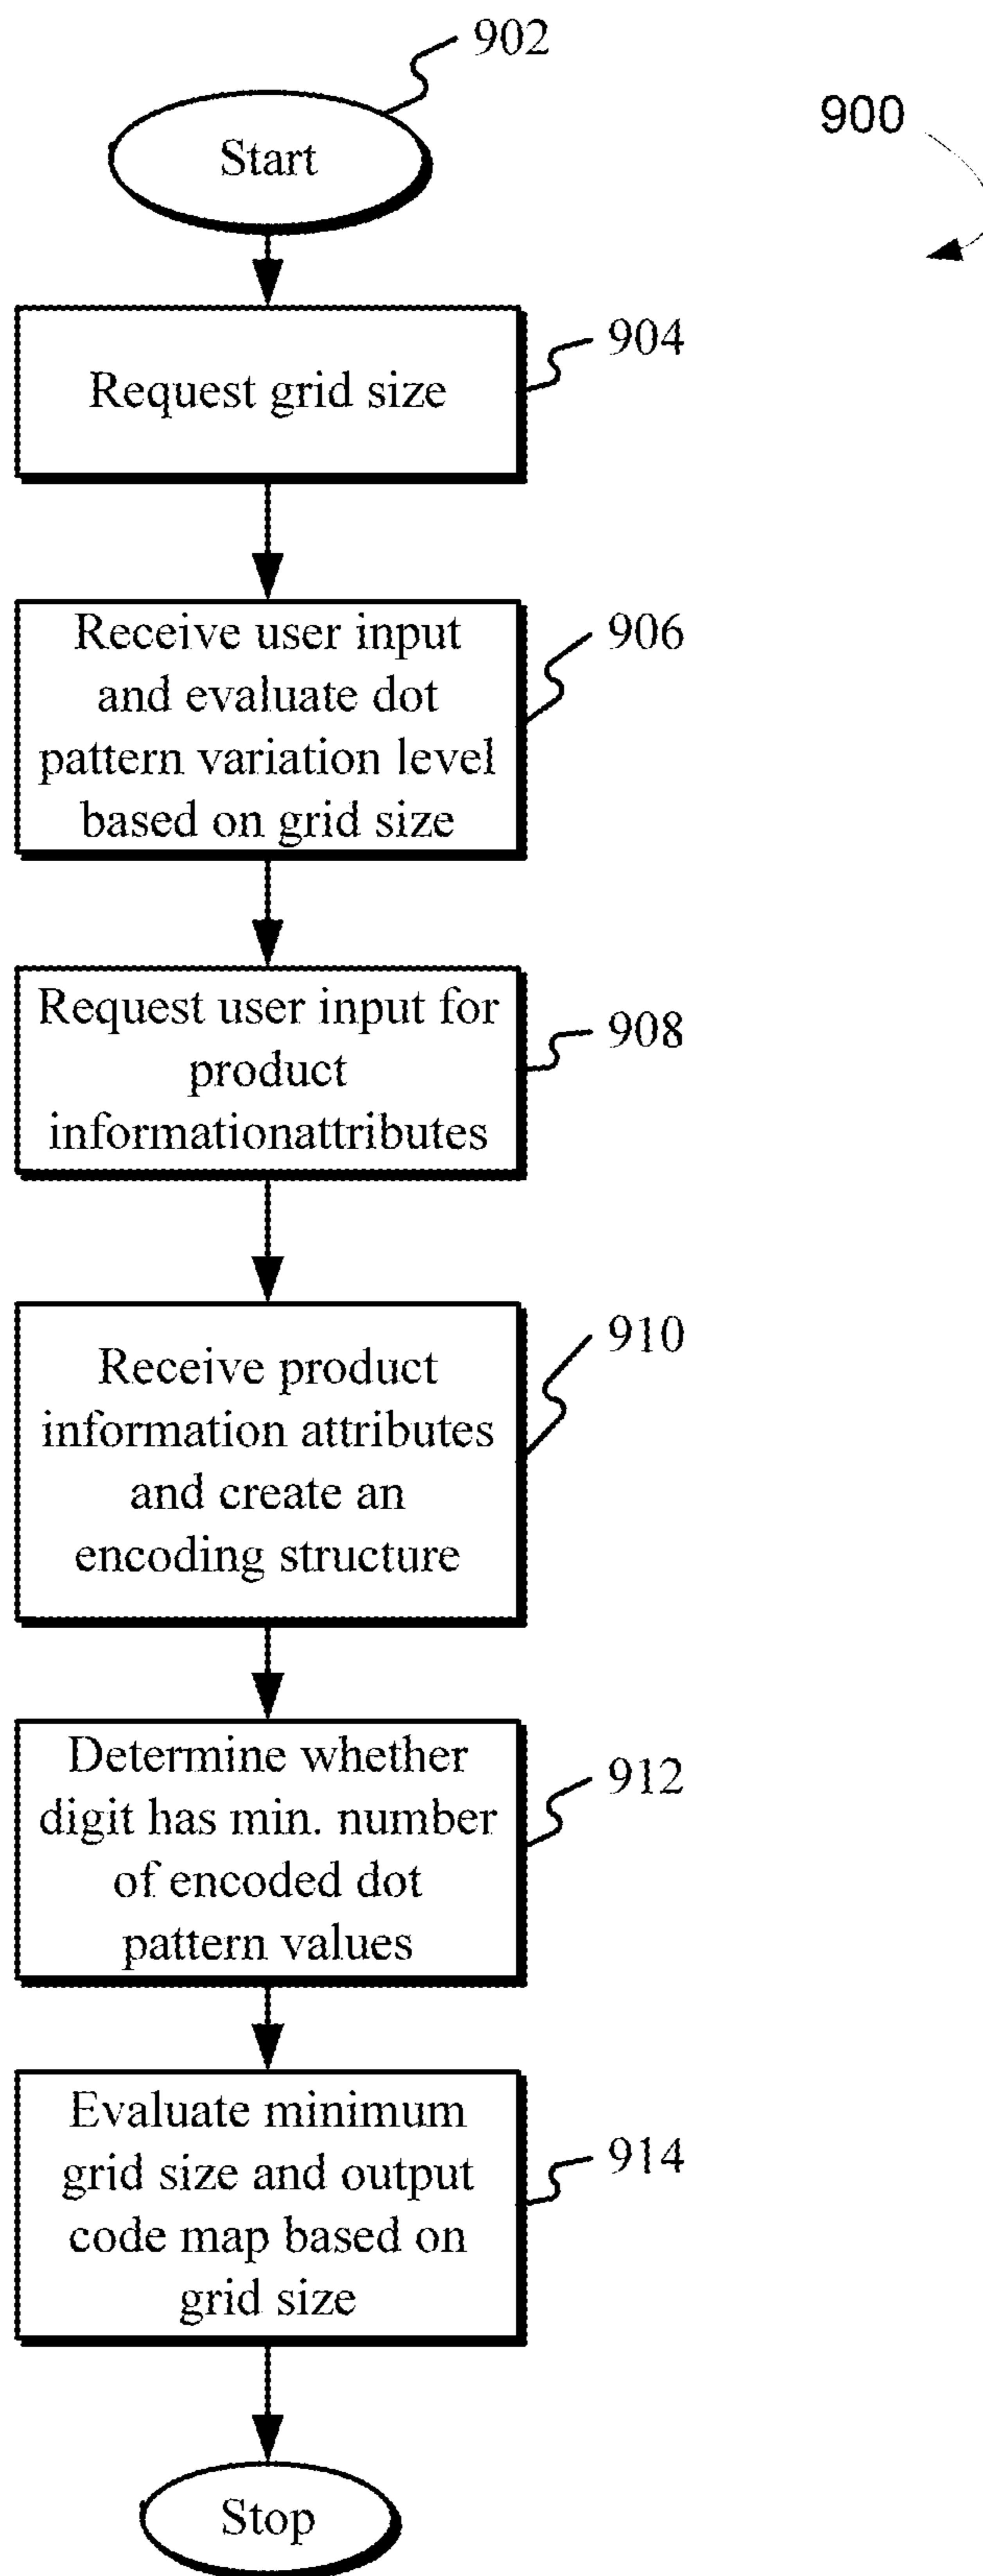 902
900
Start
904
Request grid size
906
Receive user input
and evaluate dot
pattern variation level
based on grid size
908
Request user input for
product
informationattributes
910
Receive product
information attributes
and create an
encoding structure
912
Determine whether
digit has min. number
of encoded dot
pattern values
914
Evaluate minimum
grid size and output
code map based on
grid size
Stop